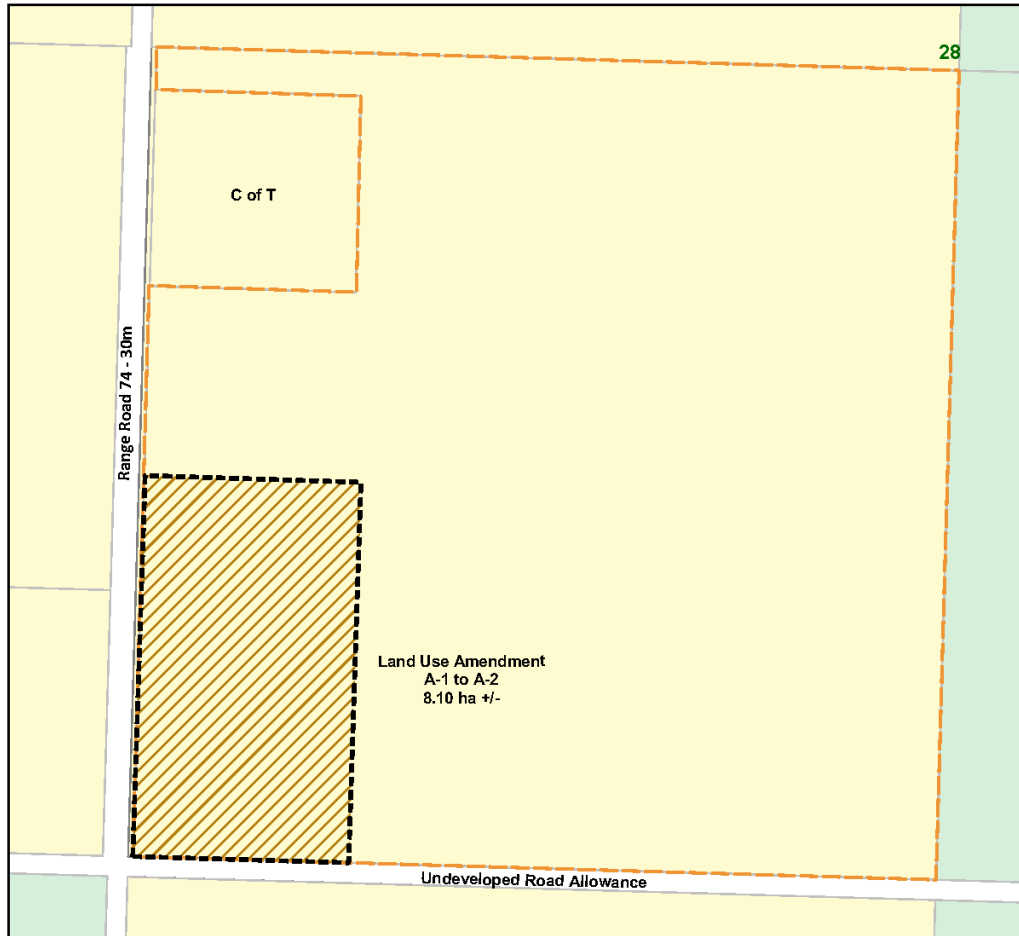 28
C of T
Range Road 74 - 30m
Land Use Amendment
A-1 to A-2
8.10 ha +/-
Undeveloped Road Allowance